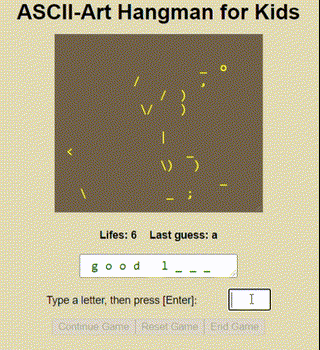 ASCII-Art Hangman for Kids
Lifes: 6 Last guess: a
g o o d l _ _ _
Type a letter, then press [Enter]:
Continue Game Reset Game End Game